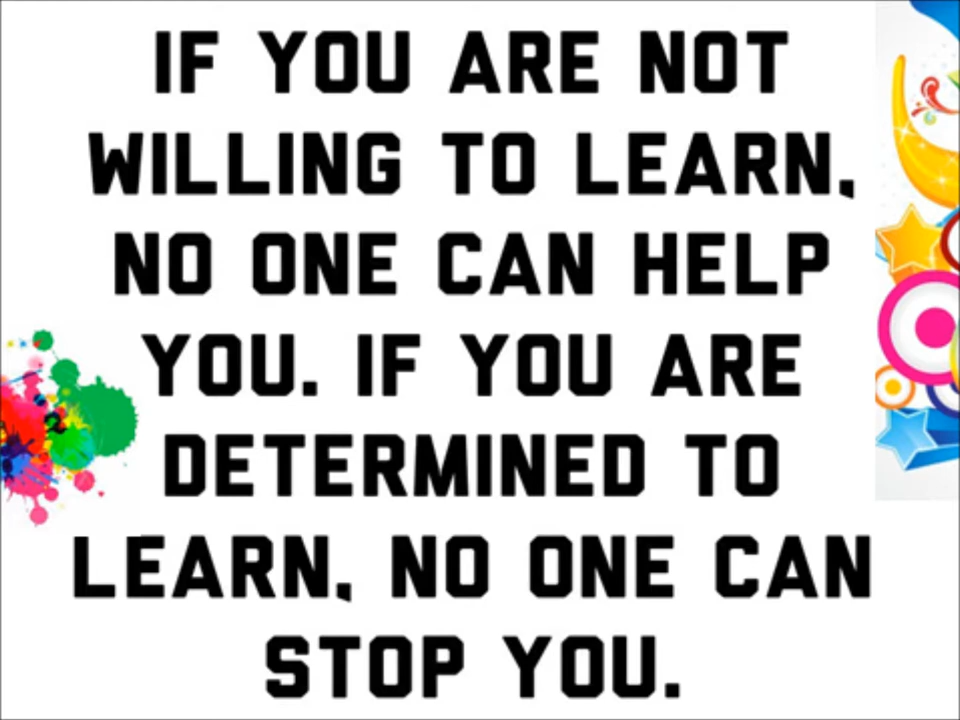 IF YOU ARE NOT
WILLING TO LEARN,
NO ONE CAN HELP
YOU. IF YOU ARE
DETERMINED TO
LEARN, NO ONE CAN
STOP YOU.